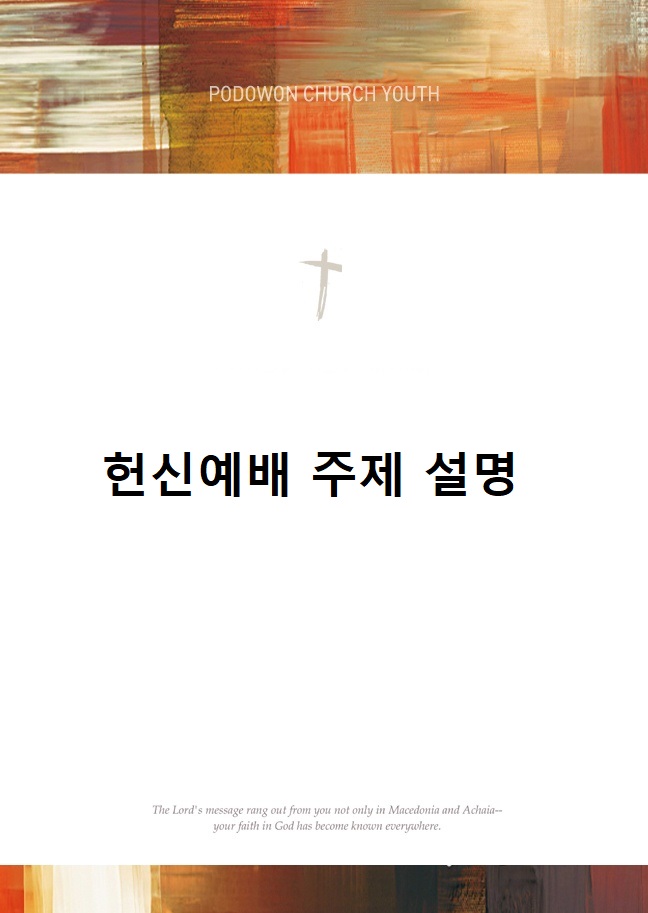 PODOWON CHURCH YOUTH
헌신예배 주제 설명
The Lord's message rang out from you not only in Macedonia and Achaia--
your faith in God has become known everywhere.